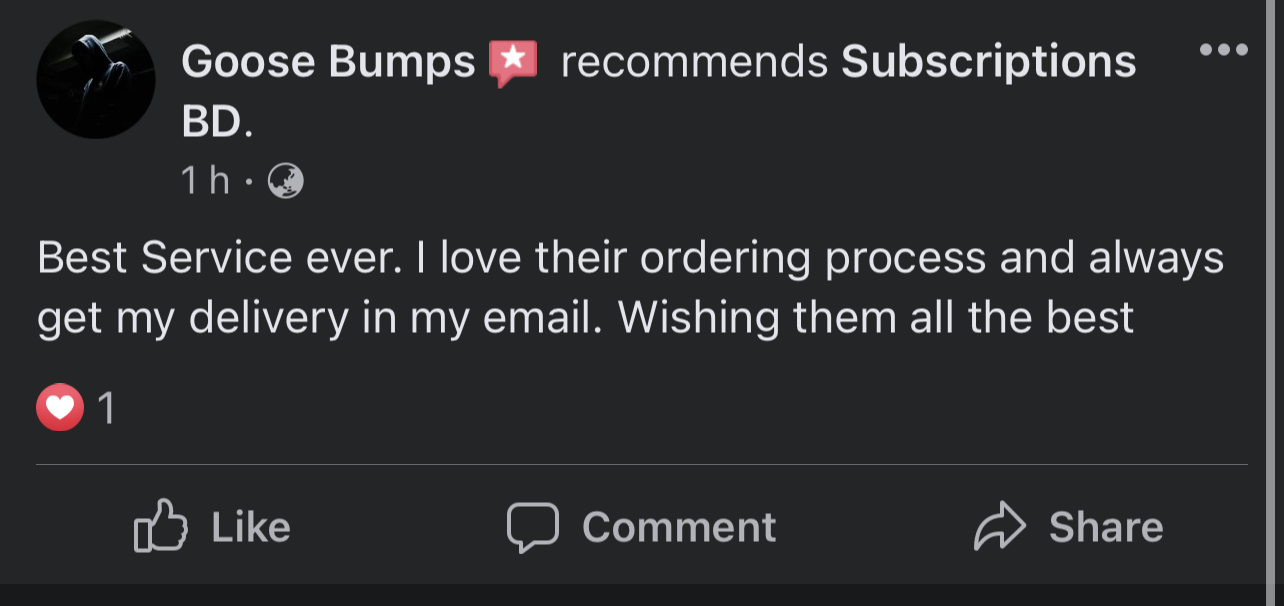 Goose Bumps recommends Subscriptions
BD.
1 h ·
Best Service ever. I love their ordering process and always
get my delivery in my email. Wishing them all the best
1
Like Comment Share